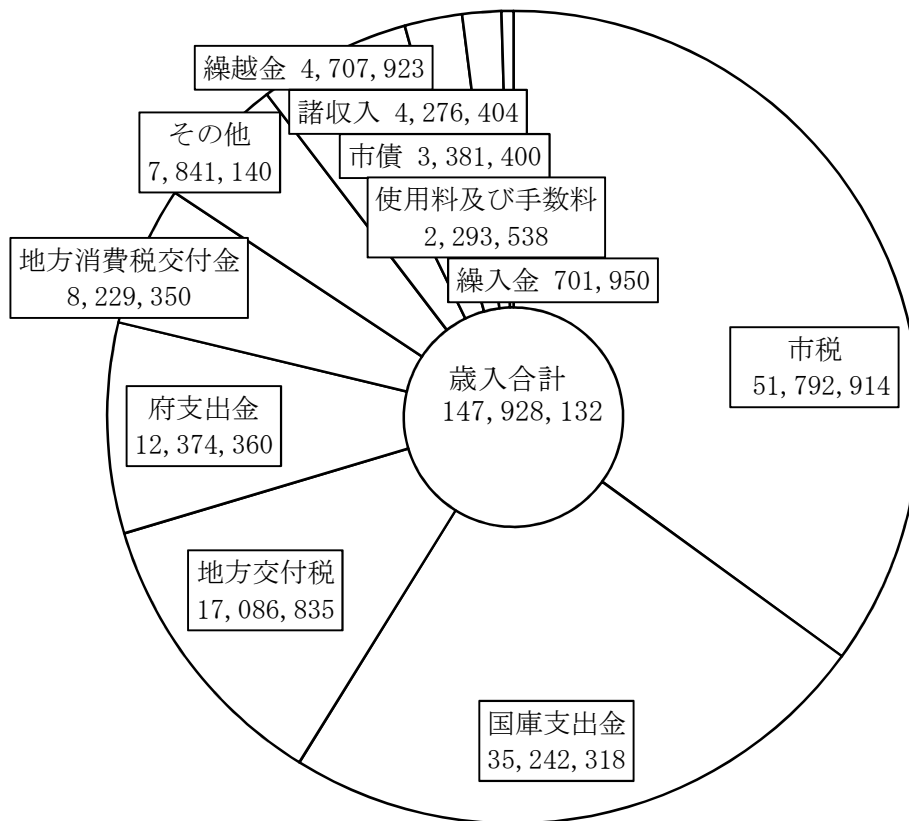 繰越金 4,707,923
諸収入 4,276,404
その他
7,841,140
市債 3,381,400
使用料及び手数料
2,293,538
地方消費税交付金
8,229,350
繰入金 701,950
市税
51,792,914
歳入合計
147,928,132
府支出金
12,374,360
地方交付税
17,086,835
国庫支出金
35,242,318